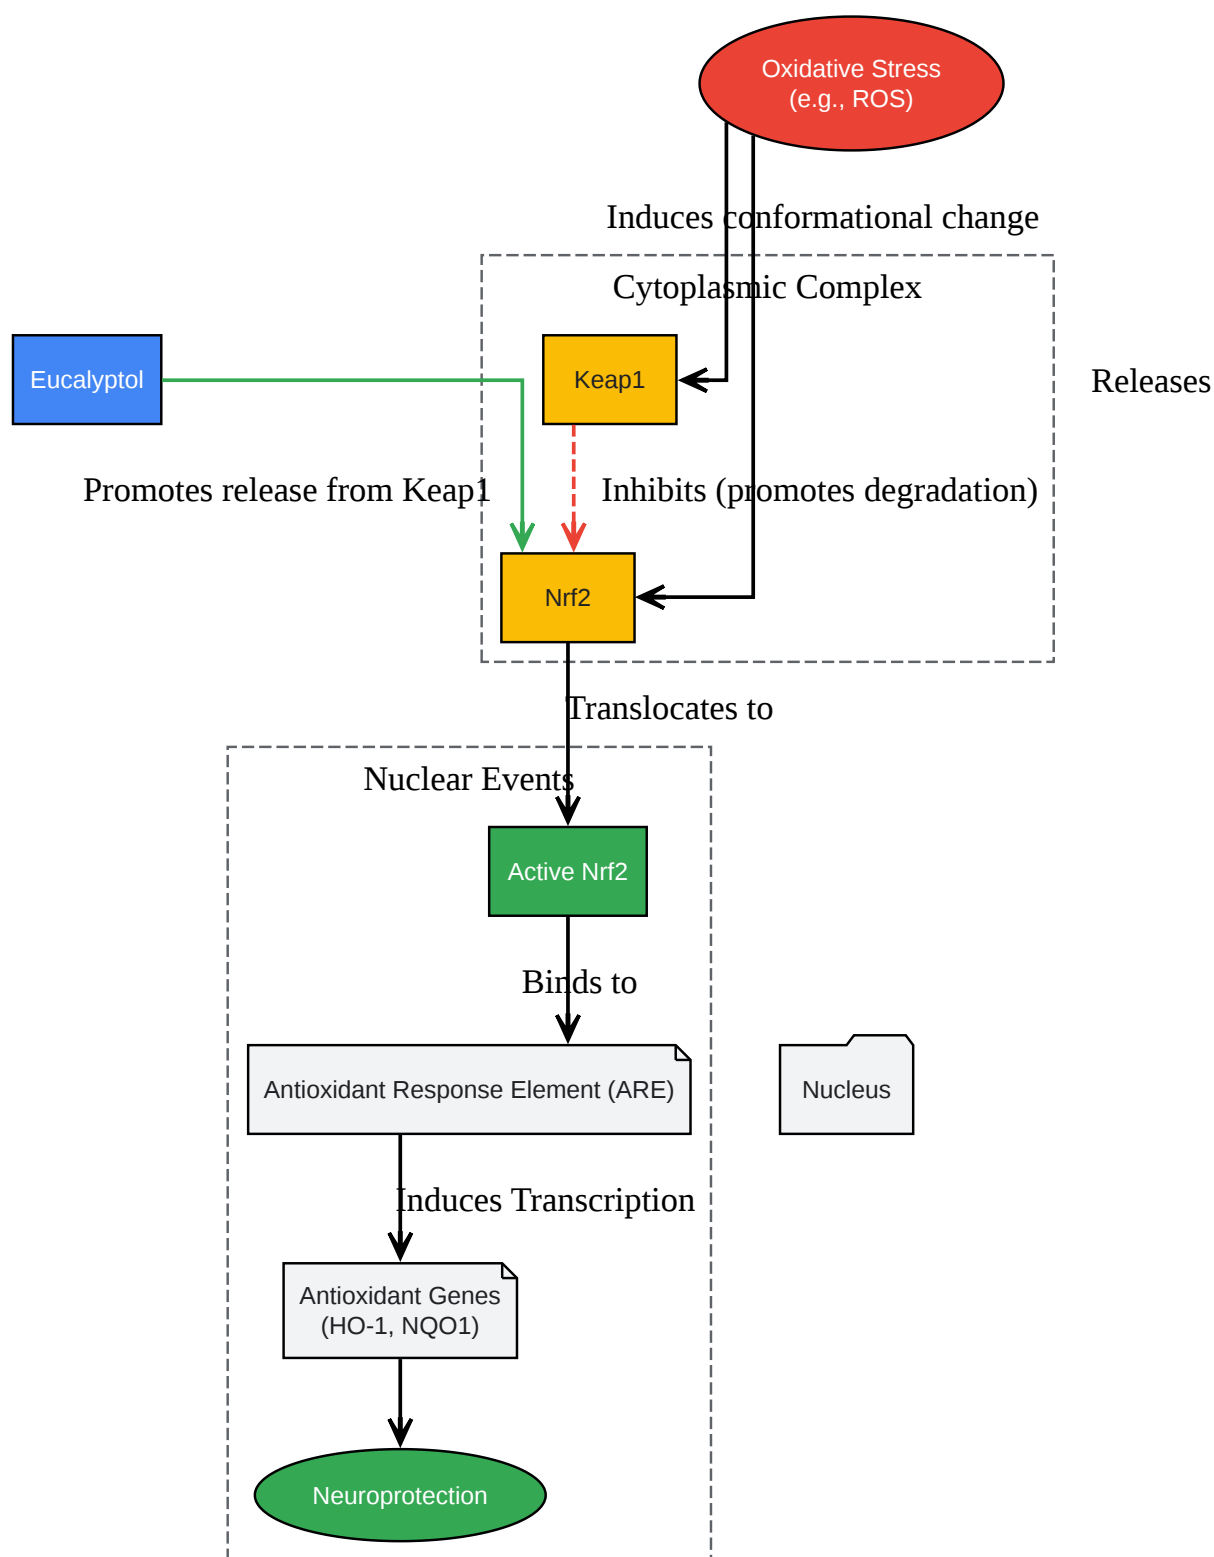 Oxidative Stress
(e.g., ROS)
Induces conformational change
Cytoplasmic Complex
Eucalyptol
Keap1
Releases
Promotes release from Keap1
Inhibits (promotes degradation)
Nrf2
Translocates to
Nuclear Events
Active Nrf2
Binds to
Antioxidant Response Element (ARE)
Nucleus
Induces Transcription
Antioxidant Genes
(HO-1, NQO1)
Neuroprotection